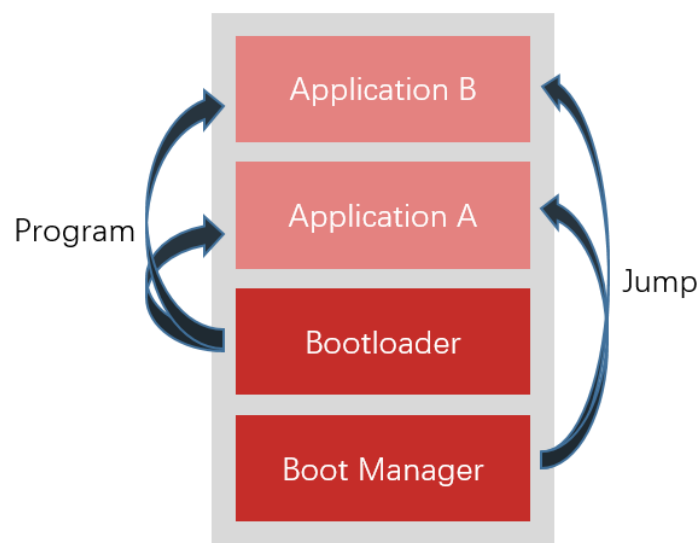 Application B
Application A
Program
Jump
Bootloader
Boot Manager